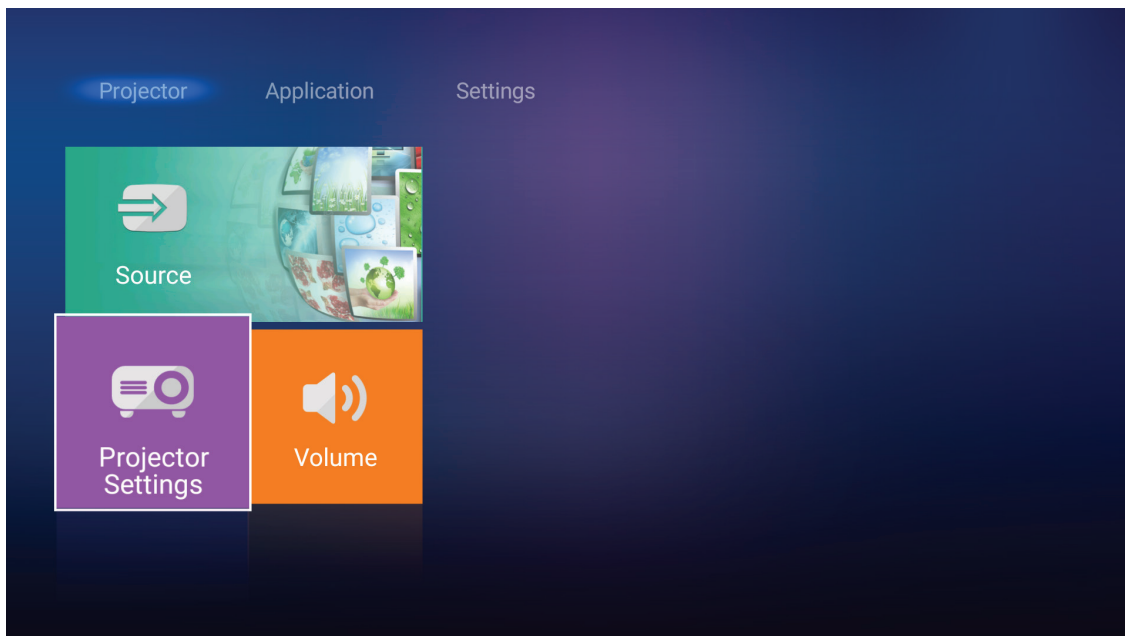 Projector Application Settings
Source
Projector
Settings
Volume